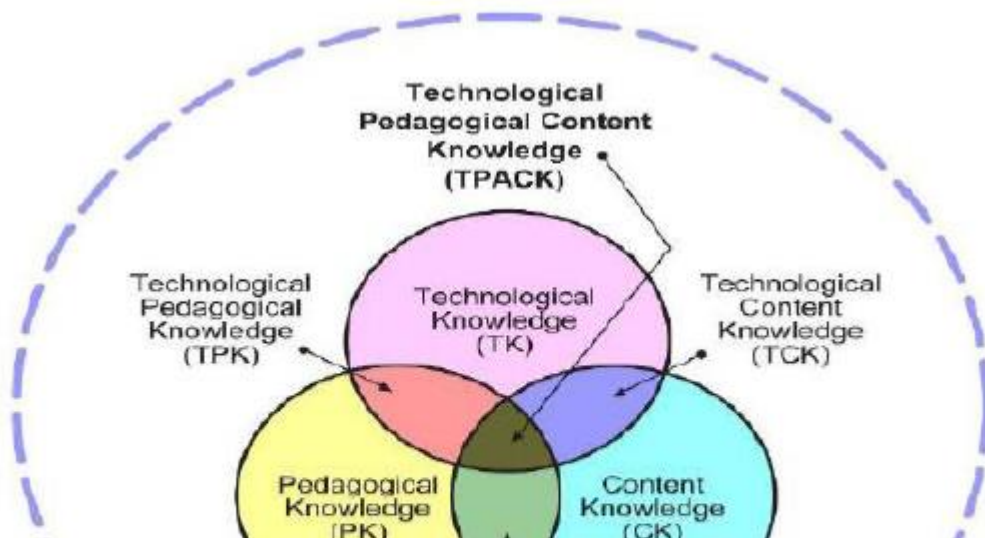 Technological
Pedagogical Content
Knowledge
(TPACK)
Technological
Pedagogical
Knowledge
(TPK)
Technological
Knowledge
(TK)
Technological
Content
Knowledge
(TCK)
Pedagogical
Knowledge
(PK)
Content
Knowledge
(CK)